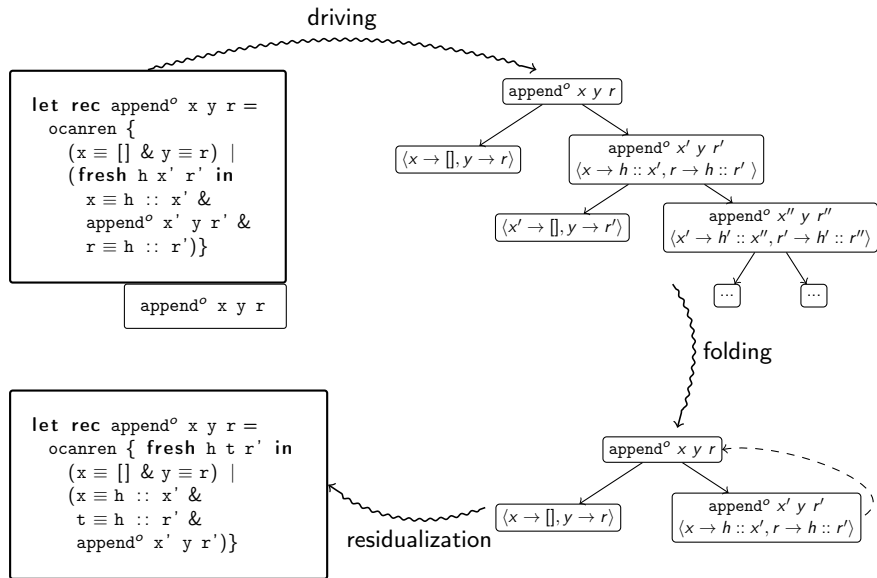 driving
let rec appendᵒ x y r =
ocanren {
(x ≡ [] & y ≡ r) |
(fresh h x' r' in
x ≡ h :: x' &
appendᵒ x' y r' &
r ≡ h :: r')}
appendᵒ x y r
appendᵒ x y r
⟨x → [], y → r⟩
appendᵒ x′ y r′
⟨x → h :: x′, r → h :: r′ ⟩
⟨x′ → [], y → r′⟩
appendᵒ x″ y r″
⟨x′ → h′ :: x″, r′ → h′ :: r″⟩
...
...
folding
appendᵒ x y r
⟨x → [], y → r⟩
appendᵒ x′ y r′
⟨x → h :: x′, r → h :: r′⟩
residualization
let rec appendᵒ x y r =
ocanren { fresh h t r' in
(x ≡ [] & y ≡ r) |
(x ≡ h :: x' &
t ≡ h :: r' &
appendᵒ x' y r')}